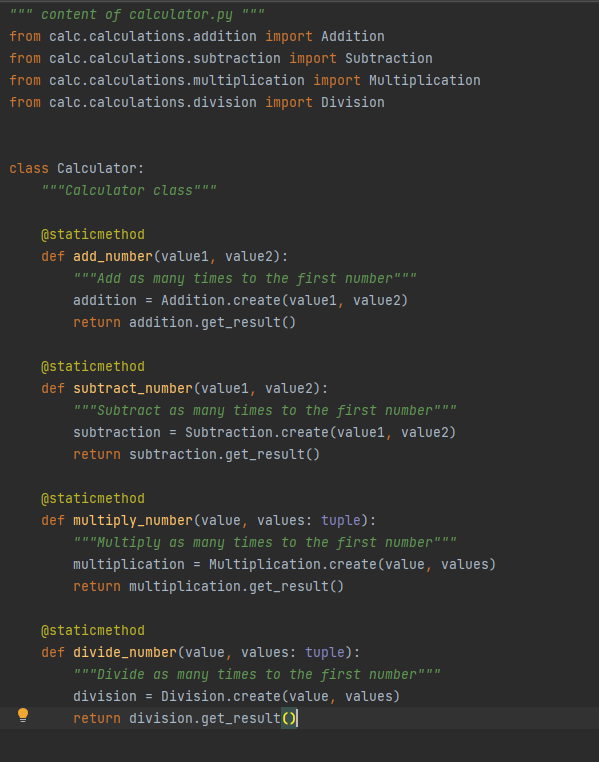 """ content of calculator.py """
from calc.calculations.addition import Addition
from calc.calculations.subtraction import Subtraction
from calc.calculations.multiplication import Multiplication
from calc.calculations.division import Division


class Calculator:
    """Calculator class"""

    @staticmethod
    def add_number(value1, value2):
        """Add as many times to the first number"""
        addition = Addition.create(value1, value2)
        return addition.get_result()

    @staticmethod
    def subtract_number(value1, value2):
        """Subtract as many times to the first number"""
        subtraction = Subtraction.create(value1, value2)
        return subtraction.get_result()

    @staticmethod
    def multiply_number(value, values: tuple):
        """Multiply as many times to the first number"""
        multiplication = Multiplication.create(value, values)
        return multiplication.get_result()

    @staticmethod
    def divide_number(value, values: tuple):
        """Divide as many times to the first number"""
        division = Division.create(value, values)
        return division.get_result()